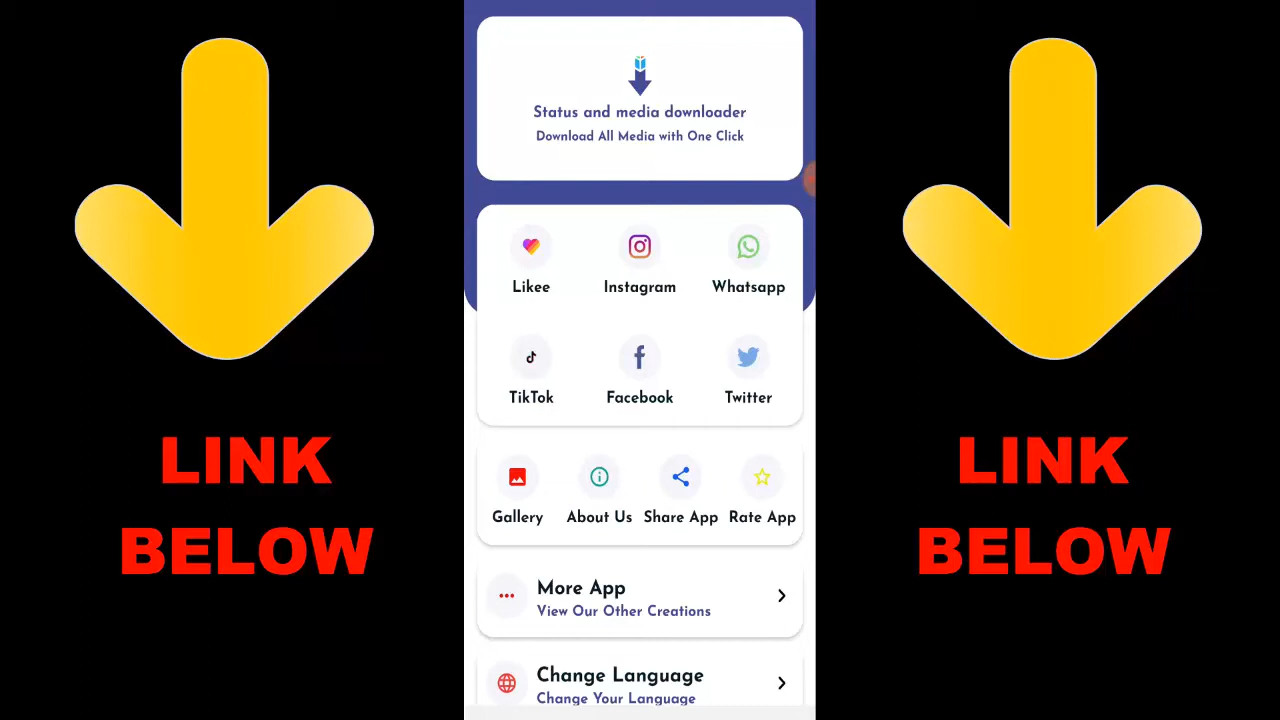 Status and media downloader
Download All Media with One Click
Likee Instagram Whatsapp
TikTok Facebook Twitter
Gallery About Us Share App Rate App
More App
View Our Other Creations
Change Language
Change Your Language
LINK
BELOW
LINK
BELOW